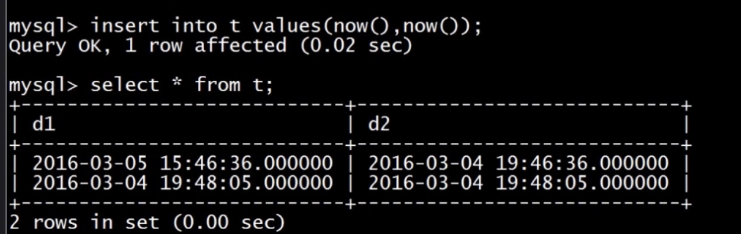 mysql> insert into t values(now(),now());
Query OK, 1 row affected (0.02 sec)
mysql> select * from t;
+----------------------------+----------------------------+
| d1                         | d2                         |
+----------------------------+----------------------------+
| 2016-03-05 15:46:36.000000 | 2016-03-04 19:46:36.000000 |
| 2016-03-04 19:48:05.000000 | 2016-03-04 19:48:05.000000 |
+----------------------------+----------------------------+
2 rows in set (0.00 sec)